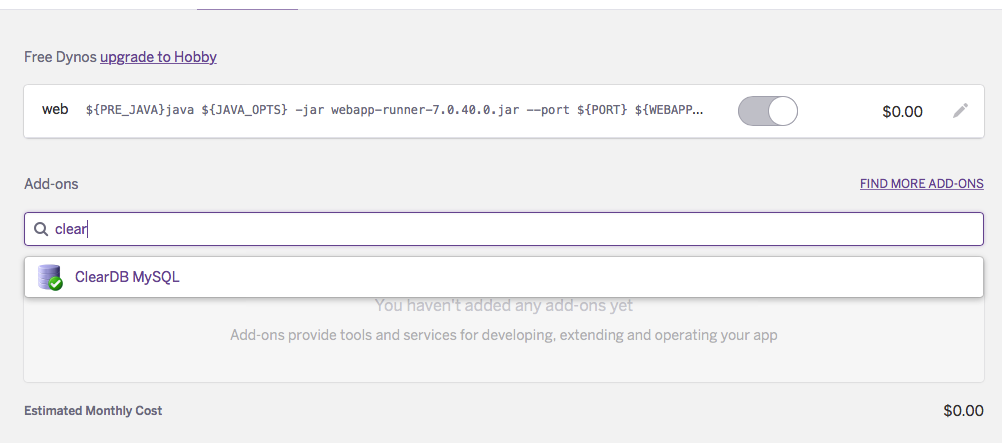 Free Dynos upgrade to Hobby
web ${PRE_JAVA}java ${JAVA_OPTS} -jar webapp-runner-7.0.40.0.jar --port ${PORT} ${WEBAPP... $0.00
Add-ons FIND MORE ADD-ONS
clear
ClearDB MySQL
You haven't added any add-ons yet
Add-ons provide tools and services for developing, extending and operating your app
Estimated Monthly Cost $0.00